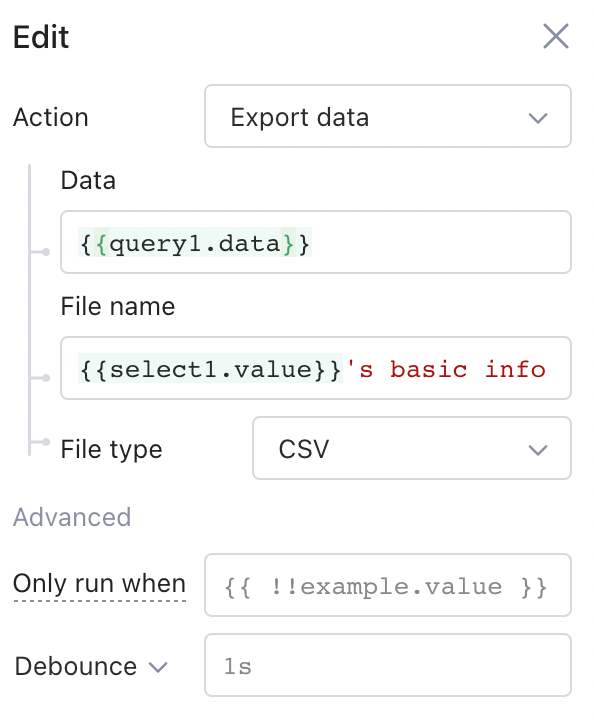 Edit
Action
Export data
Data
{{query1.data}}
File name
{{select1.value}}'s basic info
File type
CSV
Advanced
Only run when
{{ !!example.value }}
Debounce
1s